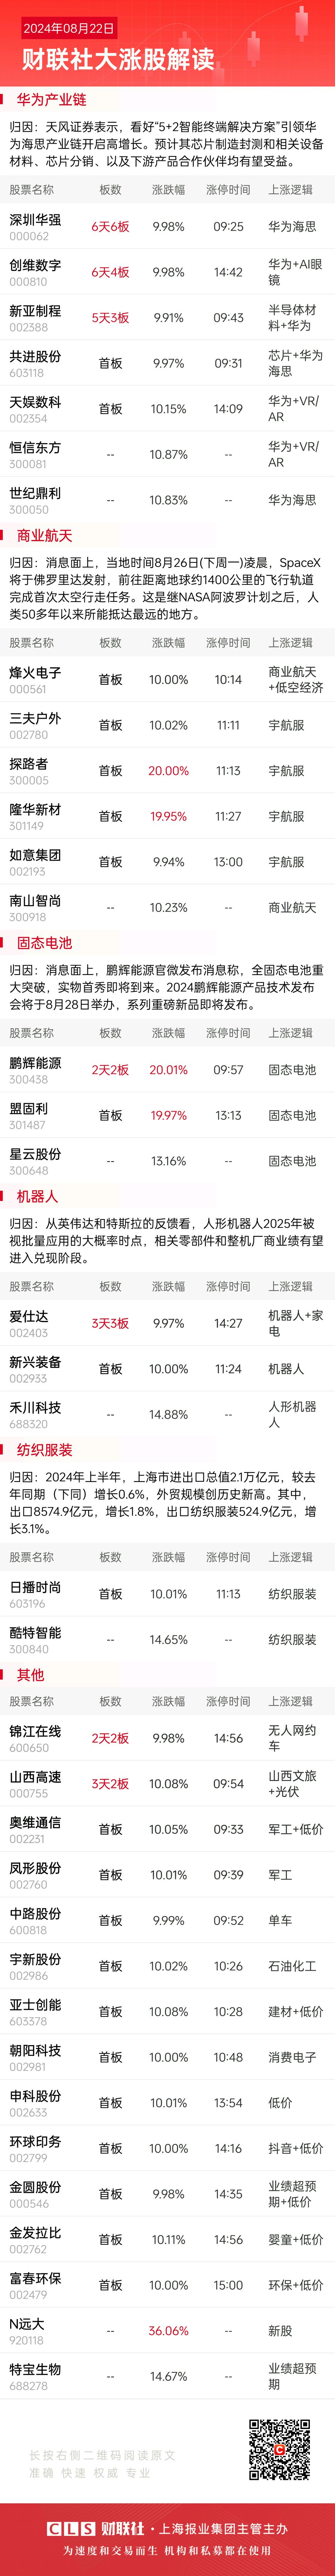 2024年08月22日
财联社大涨股解读
华为产业链
归因：天风证券表示，看好“5+2智能终端解决方案”引领华
为海思产业链开启高增长。预计其芯片制造封测和相关设备
材料、芯片分销、以及下游产品合作伙伴均有望受益。
股票名称 板数 涨跌幅 涨停时间 上涨逻辑
深圳华强 6天6板 9.98% 09:25 华为海思
000062
创维数字 6天4板 9.98% 14:42 华为+AI眼
000810 镜
新亚制程 5天3板 9.91% 09:43 半导体材
002388 料+华为
共进股份 首板 9.97% 09:31 芯片+华为
603118 海思
天娱数科 首板 10.15% 14:09 华为+VR/
002354 AR
恒信东方 -- 10.87% -- 华为+VR/
300081 AR
世纪鼎利 -- 10.83% -- 华为海思
300050
商业航天
归因：消息面上，当地时间8月26日(下周一)凌晨，SpaceX
将于佛罗里达发射，前往距离地球约1400公里的飞行轨道
完成首次太空行走任务。这是继NASA阿波罗计划之后，人
类50多年以来所能抵达最远的地方。
股票名称 板数 涨跌幅 涨停时间 上涨逻辑
烽火电子 首板 10.00% 10:14 商业航天
000561 +低空经济
三夫户外 首板 10.02% 11:11 宇航服
002780
探路者 首板 20.00% 11:13 宇航服
300005
隆华新材 首板 19.95% 11:27 宇航服
301149
如意集团 首板 9.94% 13:00 宇航服
002193
南山智尚 -- 10.23% -- 商业航天
300918
固态电池
归因：消息面上，鹏辉能源官微发布消息称，全固态电池重
大突破，实物首秀即将到来。2024鹏辉能源产品技术发布
会将于8月28日举办，系列重磅新品即将发布。
股票名称 板数 涨跌幅 涨停时间 上涨逻辑
鹏辉能源 2天2板 20.01% 09:57 固态电池
300438
盟固利 首板 19.97% 13:13 固态电池
301487
星云股份 -- 13.16% -- 固态电池
300648
机器人
归因：从英伟达和特斯拉的反馈看，人形机器人2025年被
视批量应用的大概率时点，相关零部件和整机厂商业绩有望
进入兑现阶段。
股票名称 板数 涨跌幅 涨停时间 上涨逻辑
爱仕达 3天3板 9.97% 14:27 机器人+家
002403 电
新兴装备 首板 10.00% 11:24 机器人
002933
禾川科技 -- 14.88% -- 人形机器
688320 人
纺织服装
归因：2024年上半年，上海市进出口总值2.1万亿元，较去
年同期（下同）增长0.6%，外贸规模创历史新高。其中，
出口8574.9亿元，增长1.8%，出口纺织服装524.9亿元，增
长3.1%。
股票名称 板数 涨跌幅 涨停时间 上涨逻辑
日播时尚 首板 10.01% 11:13 纺织服装
603196
酷特智能 -- 14.65% -- 纺织服装
300840
其他
股票名称 板数 涨跌幅 涨停时间 上涨逻辑
锦江在线 2天2板 9.98% 14:56 无人网约
600650 车
山西高速 3天2板 10.08% 09:54 山西文旅
000755 +光伏
奥维通信 首板 10.05% 09:33 军工+低价
002231
凤形股份 首板 10.01% 09:39 军工
002760
中路股份 首板 9.99% 09:52 单车
600818
宇新股份 首板 10.02% 10:26 石油化工
002986
亚士创能 首板 10.08% 10:28 建材+低价
603378
朝阳科技 首板 10.00% 10:48 消费电子
002981
申科股份 首板 10.01% 13:54 低价
002633
环球印务 首板 10.00% 14:16 抖音+低价
002799
金圆股份 首板 9.98% 14:35 业绩超预
000546 期+低价
金发拉比 首板 10.11% 14:56 婴童+低价
002762
富春环保 首板 10.00% 15:00 环保+低价
002479
N远大 -- 36.06% -- 新股
920118
特宝生物 -- 14.67% -- 业绩超预
688278 期
长按右侧二维码阅读原文
准确 快速 权威 专业
CLS 财联社·上海报业集团主管主办
为速度和交易而生 机构和私募都在使用